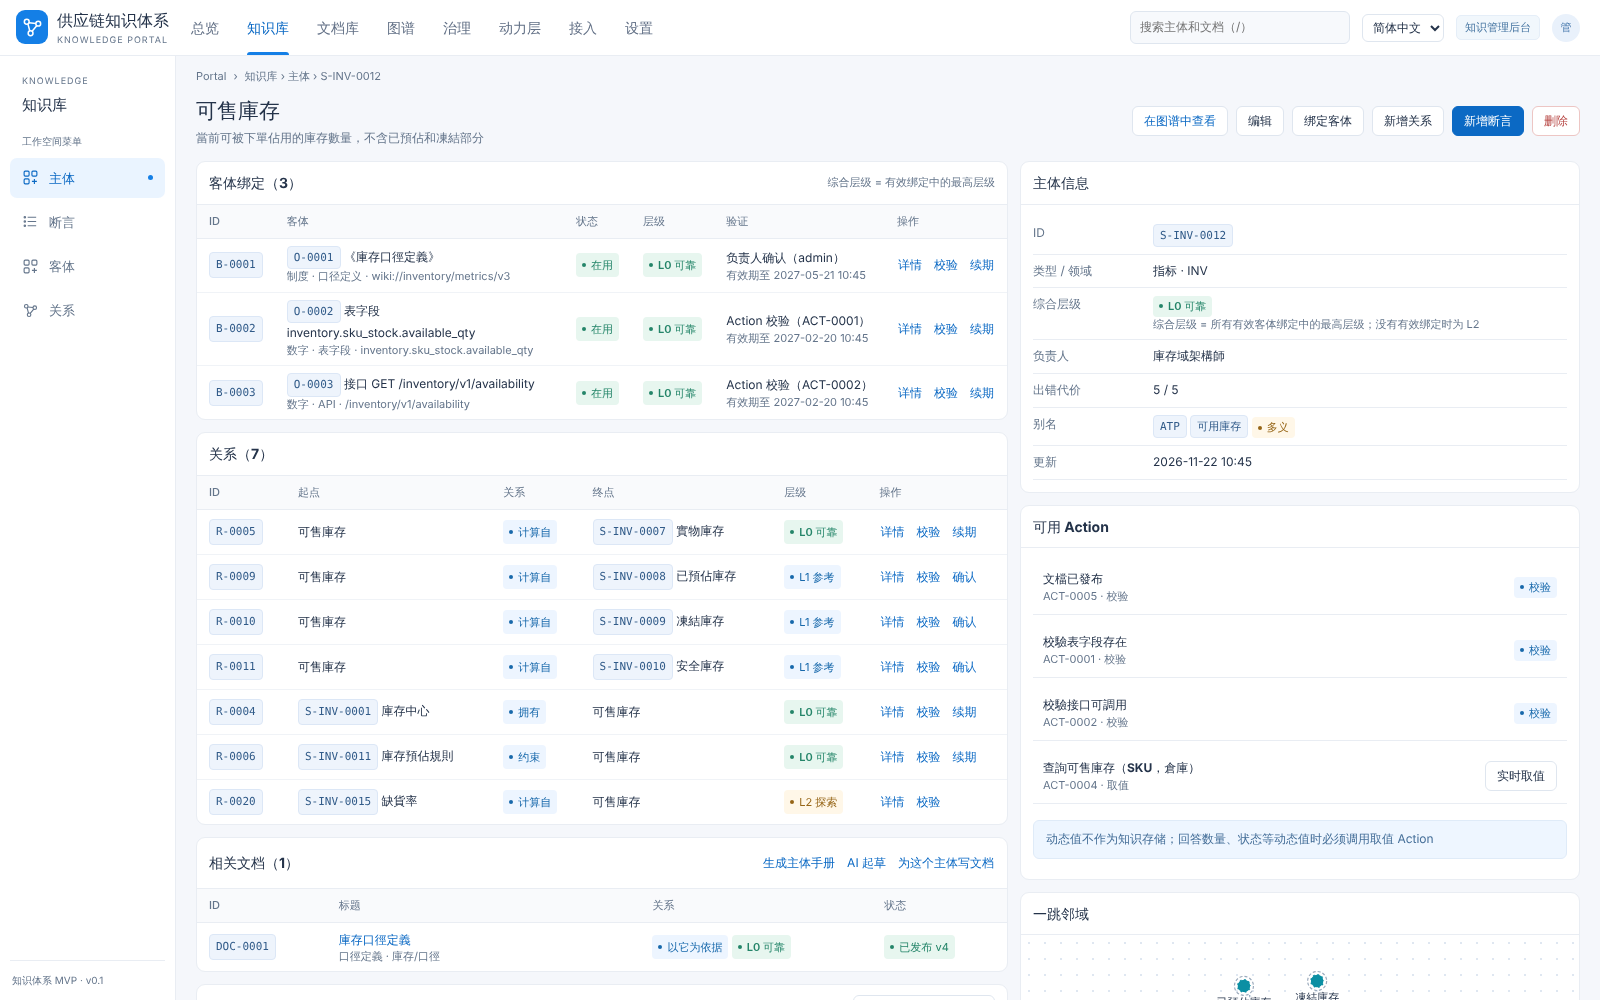 供应链知识体系
KNOWLEDGE PORTAL
总览 知识库 文档库 图谱 治理 动力层 接入 设置
搜索主体和文档（/）
简体中文
知识管理后台
管
KNOWLEDGE
知识库
工作空间菜单
主体
断言
客体
关系
知识体系 MVP · v0.1
Portal › 知识库 › 主体 › S-INV-0012
可售庫存
當前可被下單佔用的庫存數量，不含已預佔和凍結部分
在图谱中查看 编辑 绑定客体 新增关系 新增断言 删除
客体绑定（3）
综合层级 = 有效绑定中的最高层级
ID 客体 状态 层级 验证 操作
B-0001 O-0001 《庫存口徑定義》 在用 L0 可靠 负责人确认（admin） 详情 校验 续期
制度 · 口径定义 · wiki://inventory/metrics/v3 有效期至 2027-05-21 10:45
B-0002 O-0002 表字段
inventory.sku_stock.available_qty 在用 L0 可靠 Action 校验（ACT-0001） 详情 校验 续期
数字 · 表字段 · inventory.sku_stock.available_qty 有效期至 2027-02-20 10:45
B-0003 O-0003 接口 GET /inventory/v1/availability 在用 L0 可靠 Action 校验（ACT-0002） 详情 校验 续期
数字 · API · /inventory/v1/availability 有效期至 2027-02-20 10:45
关系（7）
ID 起点 关系 终点 层级 操作
R-0005 可售庫存 计算自 S-INV-0007 實物庫存 L0 可靠 详情 校验 续期
R-0009 可售庫存 计算自 S-INV-0008 已預佔庫存 L1 参考 详情 校验 确认
R-0010 可售庫存 计算自 S-INV-0009 凍結庫存 L1 参考 详情 校验 确认
R-0011 可售庫存 计算自 S-INV-0010 安全庫存 L1 参考 详情 校验 确认
R-0004 S-INV-0001 庫存中心 拥有 可售庫存 L0 可靠 详情 校验 续期
R-0006 S-INV-0011 庫存預佔規則 约束 可售庫存 L0 可靠 详情 校验 续期
R-0020 S-INV-0015 缺貨率 计算自 可售庫存 L2 探索 详情 校验
相关文档（1）
生成主体手册 AI 起草 为这个主体写文档
ID 标题 关系 状态
DOC-0001 庫存口徑定義 以它为依据 L0 可靠 已发布 v4
口徑定義 · 庫存/口徑
主体信息
ID S-INV-0012
类型 / 领域 指标 · INV
综合层级 L0 可靠
综合层级 = 所有有效客体绑定中的最高层级；没有有效绑定时为 L2
负责人 庫存域架構師
出错代价 5 / 5
别名 ATP 可用庫存 多义
更新 2026-11-22 10:45
可用 Action
文檔已發布
ACT-0005 · 校验 校验
校驗表字段存在
ACT-0001 · 校验 校验
校驗接口可調用
ACT-0002 · 校验 校验
查詢可售庫存（SKU，倉庫）
ACT-0004 · 取值 实时取值
动态值不作为知识存储；回答数量、状态等动态值时必须调用取值 Action
一跳邻域
已預佔庫存
凍結庫存